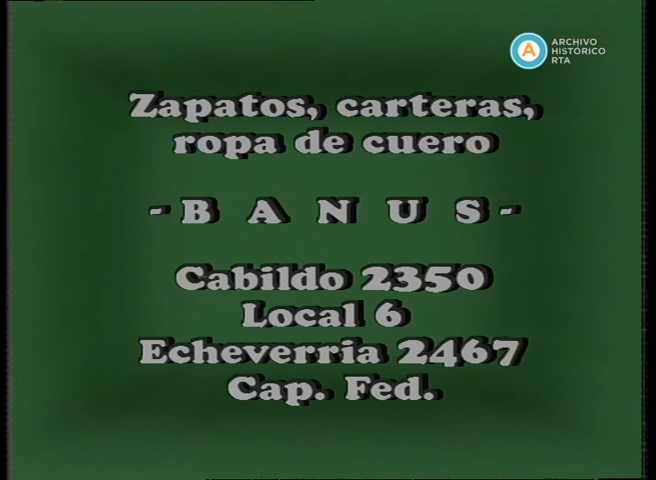 A ARCHIVO
HISTÓRICO
RTA
Zapatos, carteras,
ropa de cuero
- B A N U S -
Cabildo 2350
Local 6
Echeverria 2467
Cap. Fed.